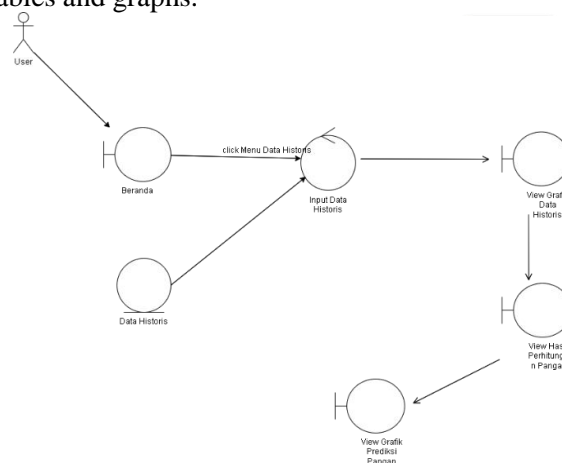 ables and graphs.
User
click Menu Data Historis
Beranda
Input Data
Historis
View Graf
Data
Historis
Data Historis
View Has
Perhitung
n Panga
View Grafik
Prediksi
Pangan